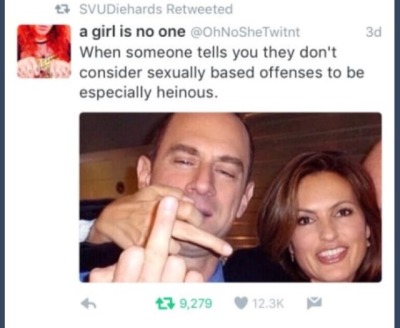 SVUDiehards Retweeted
a girl is no one @OhNoSheTwitnt 3d
When someone tells you they don't
consider sexually based offenses to be
especially heinous.
9,279 12.3K